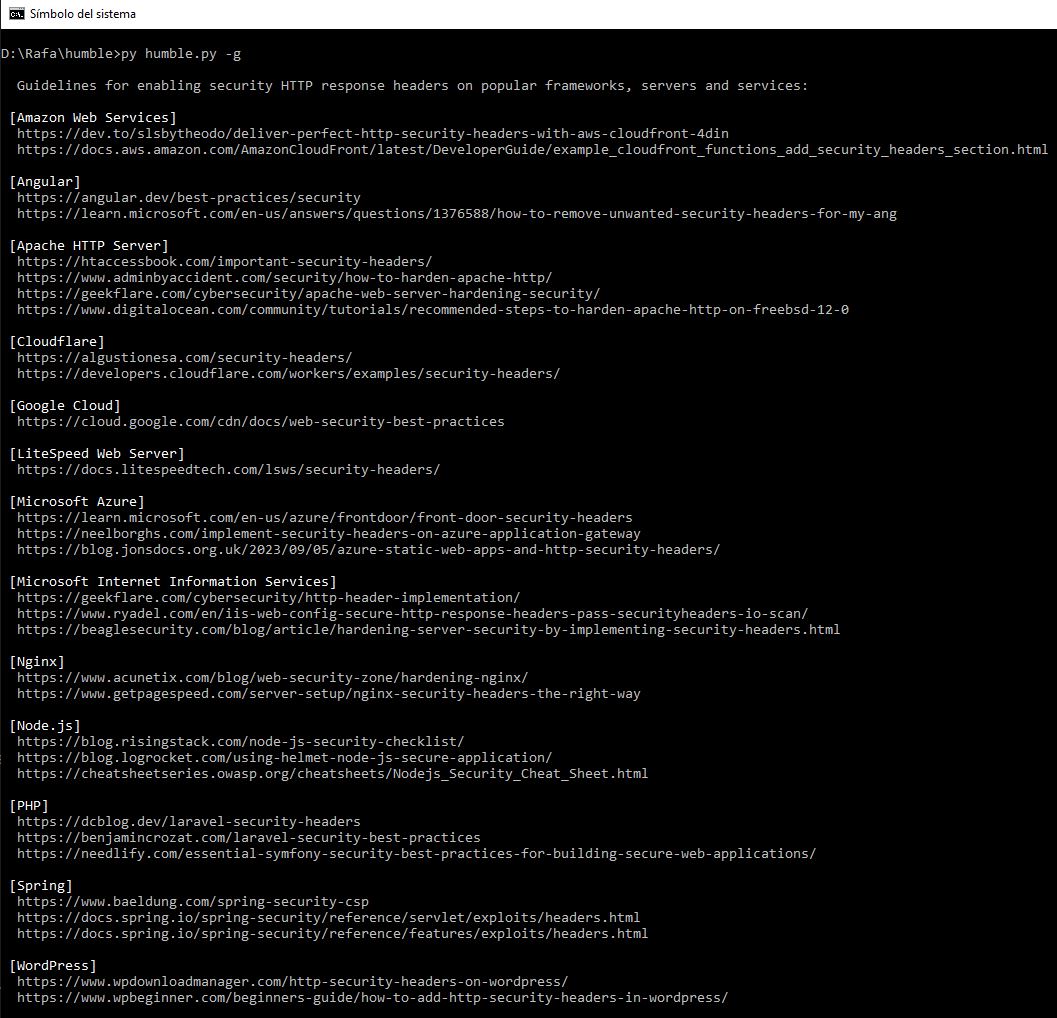 Símbolo del sistema
D:\Rafa\humble>py humble.py -g
Guidelines for enabling security HTTP response headers on popular frameworks, servers and services:
[Amazon Web Services]
https://dev.to/slsbytheodo/deliver-perfect-http-security-headers-with-aws-cloudfront-4din
https://docs.aws.amazon.com/AmazonCloudFront/latest/DeveloperGuide/example_cloudfront_functions_add_security_headers_section.html
[Angular]
https://angular.dev/best-practices/security
https://learn.microsoft.com/en-us/answers/questions/1376588/how-to-remove-unwanted-security-headers-for-my-ang
[Apache HTTP Server]
https://htaccessbook.com/important-security-headers/
https://www.adminbyaccident.com/security/how-to-harden-apache-http/
https://geekflare.com/cybersecurity/apache-web-server-hardening-security/
https://www.digitalocean.com/community/tutorials/recommended-steps-to-harden-apache-http-on-freebsd-12-0
[Cloudflare]
https://algustionesa.com/security-headers/
https://developers.cloudflare.com/workers/examples/security-headers/
[Google Cloud]
https://cloud.google.com/cdn/docs/web-security-best-practices
[LiteSpeed Web Server]
https://docs.litespeedtech.com/lsws/security-headers/
[Microsoft Azure]
https://learn.microsoft.com/en-us/azure/frontdoor/front-door-security-headers
https://neelborghs.com/implement-security-headers-on-azure-application-gateway
https://blog.jonsdocs.org.uk/2023/09/05/azure-static-web-apps-and-http-security-headers/
[Microsoft Internet Information Services]
https://geekflare.com/cybersecurity/http-header-implementation/
https://www.ryadel.com/en/iis-web-config-secure-http-response-headers-pass-securityheaders-io-scan/
https://beaglesecurity.com/blog/article/hardening-server-security-by-implementing-security-headers.html
[Nginx]
https://www.acunetix.com/blog/web-security-zone/hardening-nginx/
https://www.getpagespeed.com/server-setup/nginx-security-headers-the-right-way
[Node.js]
https://blog.risingstack.com/node-js-security-checklist/
https://blog.logrocket.com/using-helmet-node-js-secure-application/
https://cheatsheetseries.owasp.org/cheatsheets/Nodejs_Security_Cheat_Sheet.html
[PHP]
https://dcblog.dev/laravel-security-headers
https://benjamincrozat.com/laravel-security-best-practices
https://needlify.com/essential-symfony-security-best-practices-for-building-secure-web-applications/
[Spring]
https://www.baeldung.com/spring-security-csp
https://docs.spring.io/spring-security/reference/servlet/exploits/headers.html
https://docs.spring.io/spring-security/reference/features/exploits/headers.html
[WordPress]
https://www.wpdownloadmanager.com/http-security-headers-on-wordpress/
https://www.wpbeginner.com/beginners-guide/how-to-add-http-security-headers-in-wordpress/